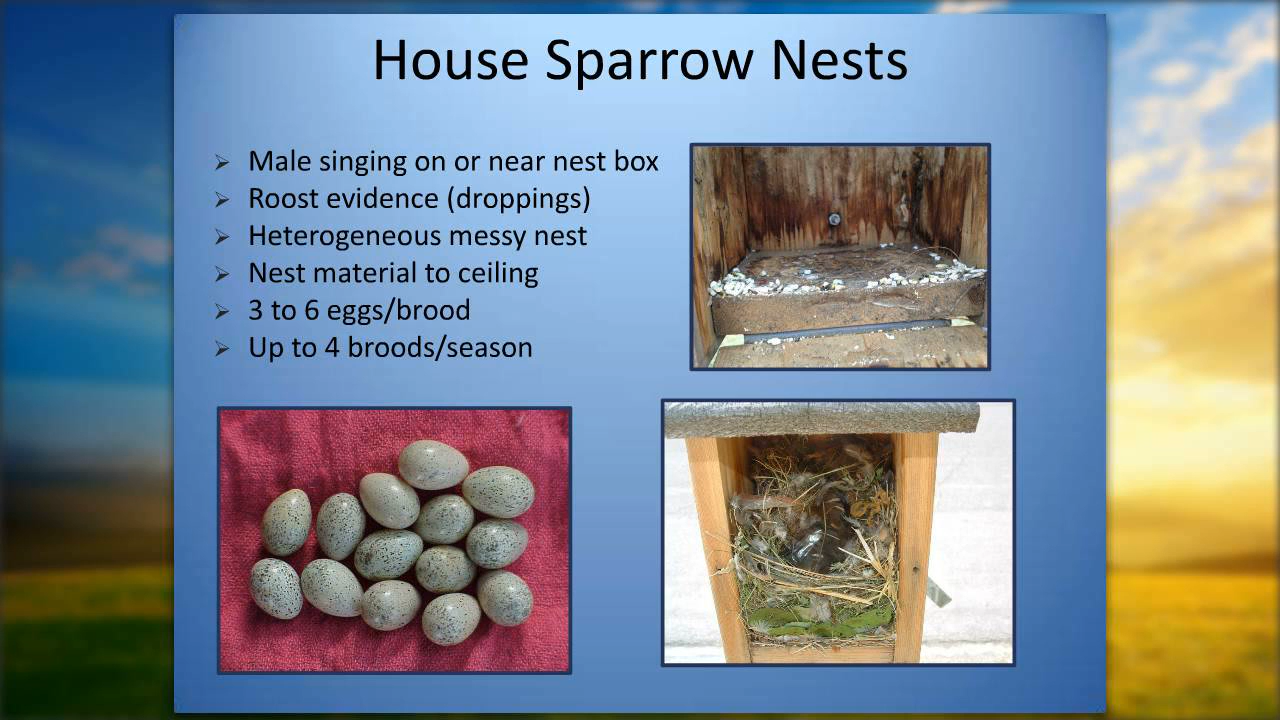 House Sparrow Nests
➢ Male singing on or near nest box
➢ Roost evidence (droppings)
➢ Heterogeneous messy nest
➢ Nest material to ceiling
➢ 3 to 6 eggs/brood
➢ Up to 4 broods/season